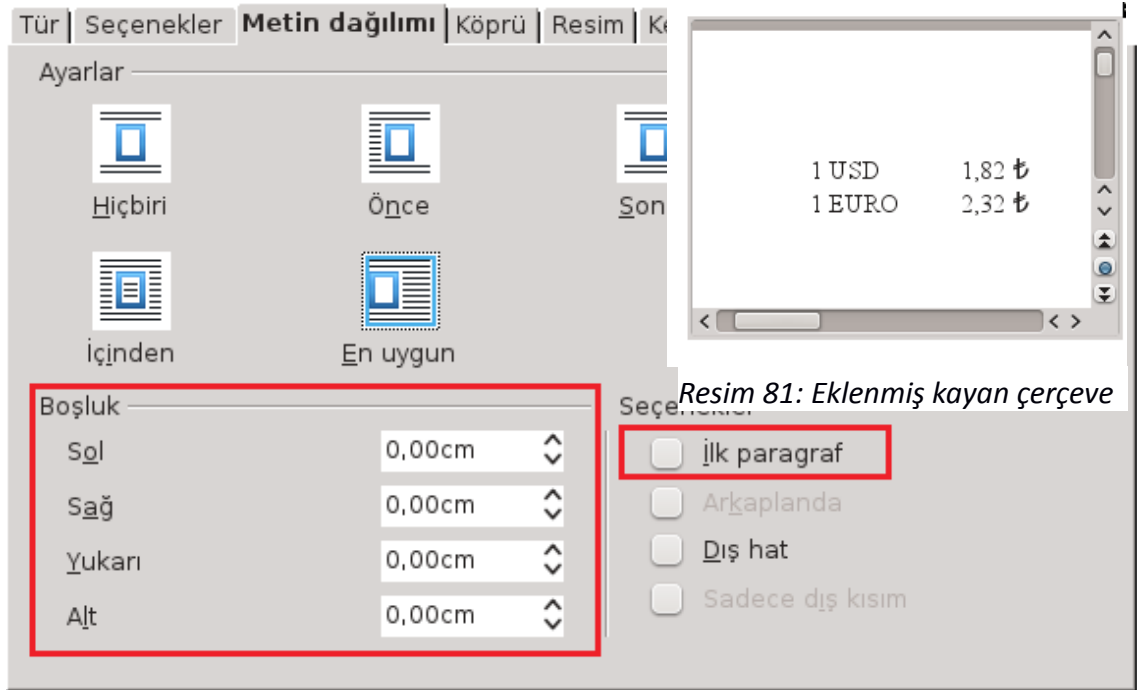 Tür Seçenekler Metin dağılımı Köprü Resim
Ayarlar
Hiçbiri Önce Son
İçinden En uygun
1 USD 1,82 ₺
1 EURO 2,32 ₺
Resim 81: Eklenmiş kayan çerçeve
Boşluk
Sol 0,00cm
Sağ 0,00cm
Yukarı 0,00cm
Alt 0,00cm
Seçenekler
İlk paragraf
Arkaplanda
Dış hat
Sadece dış kısım